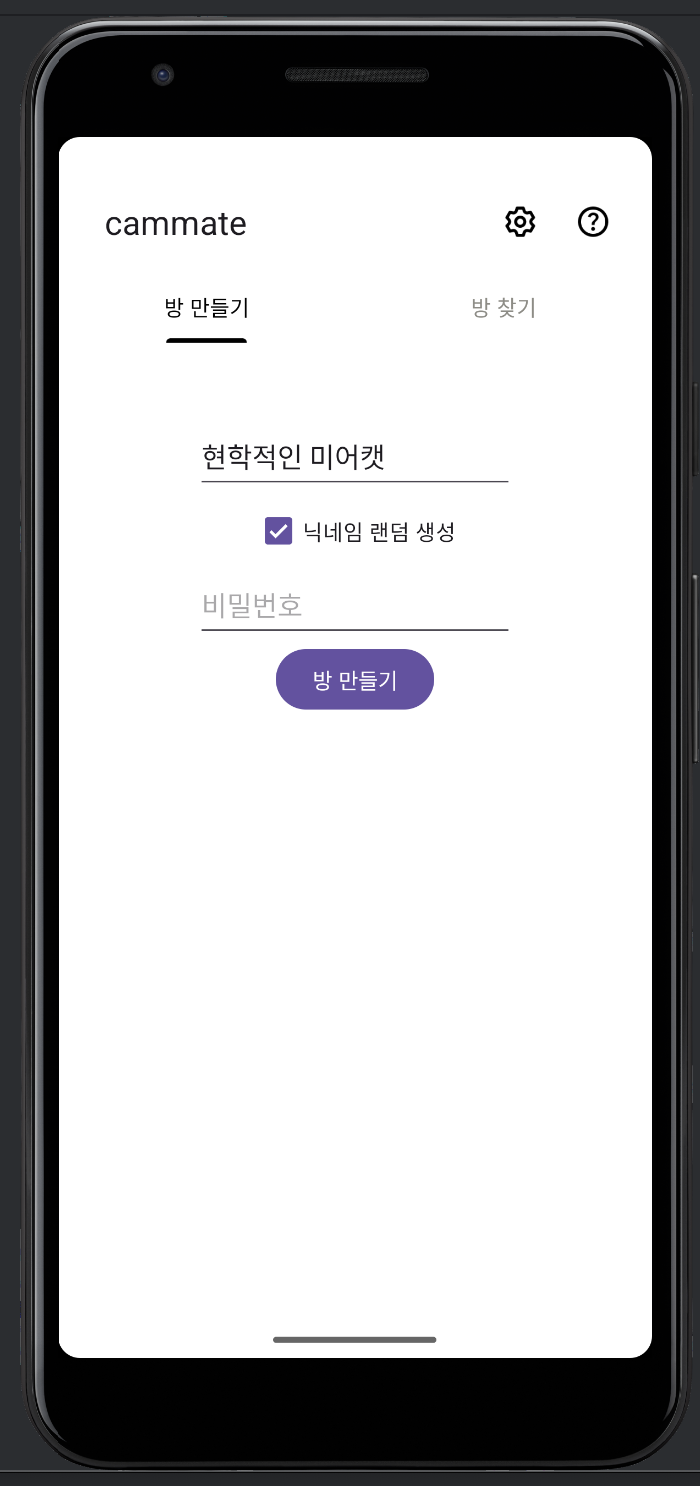 cammate
방 만들기 방 찾기
현학적인 미어캣
닉네임 랜덤 생성
비밀번호
방 만들기